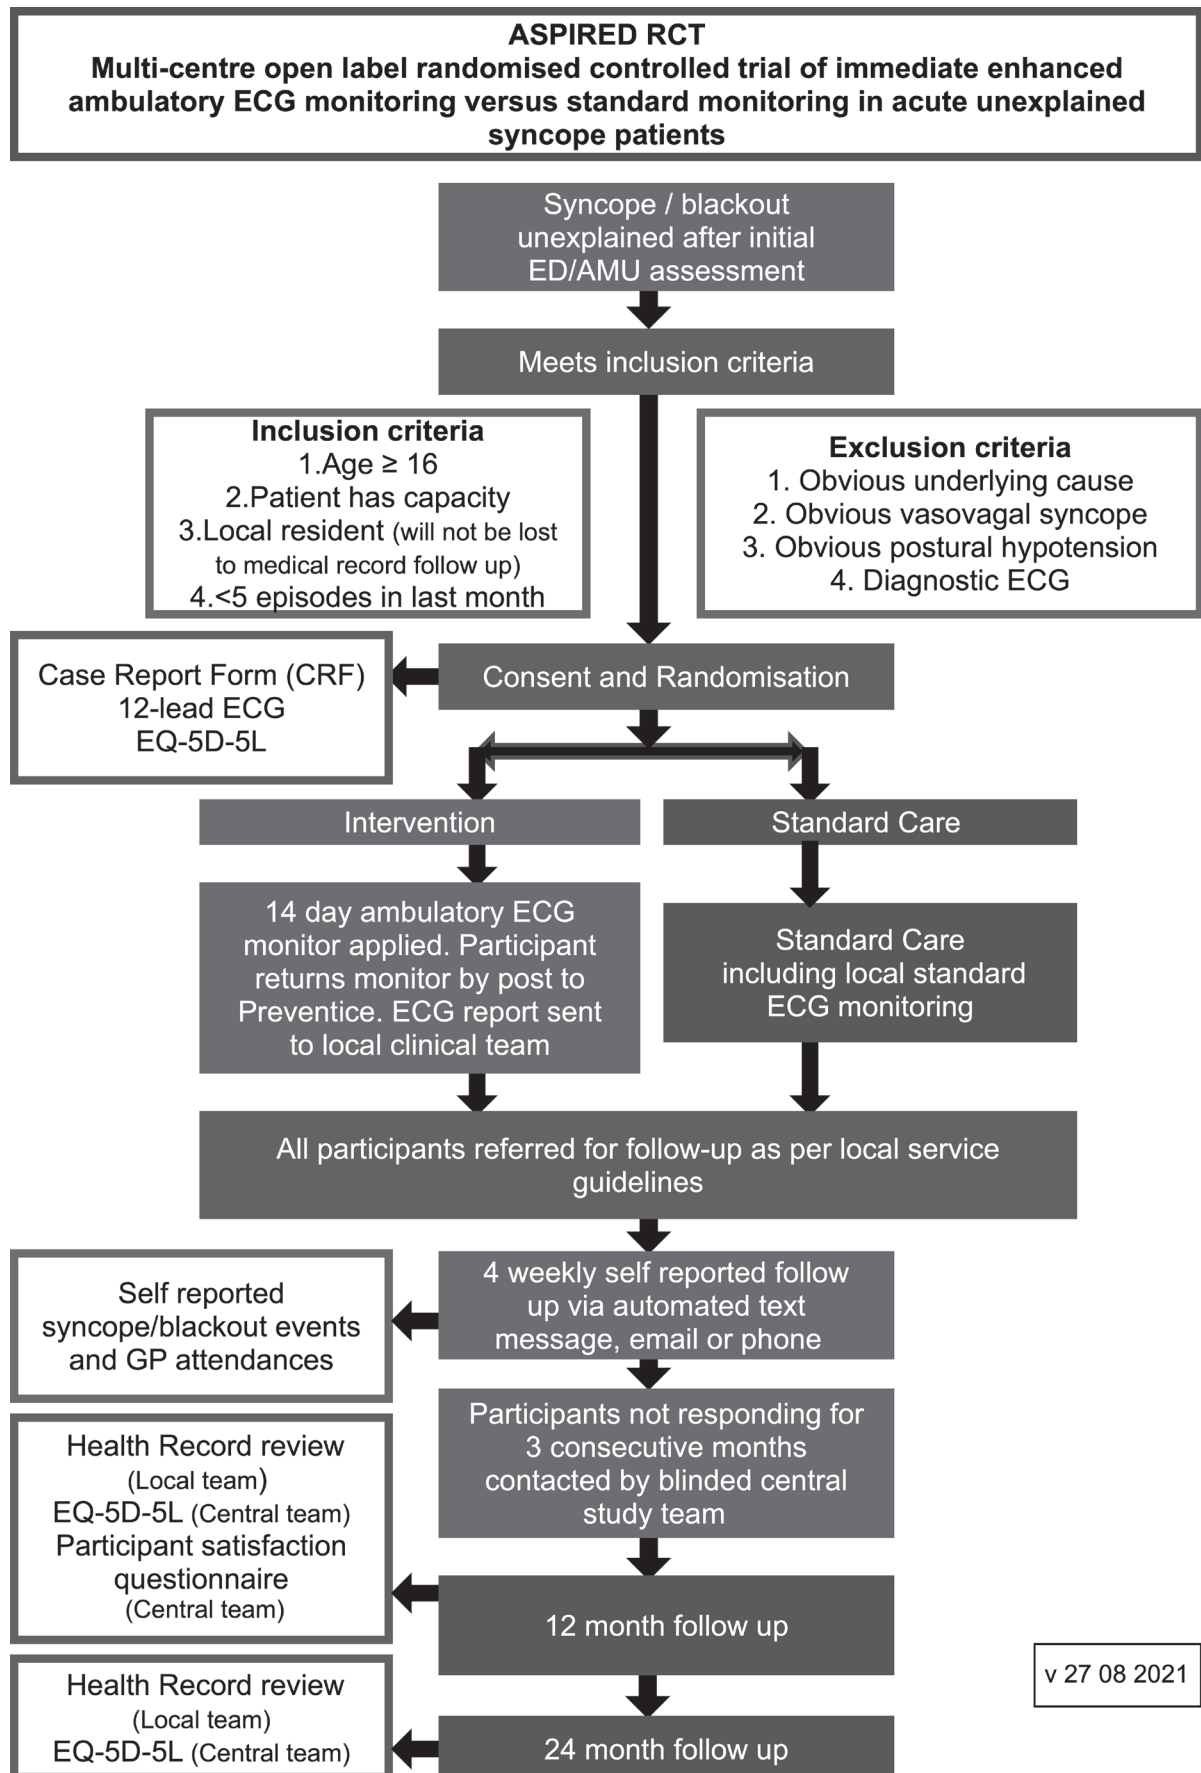 ASPIRED RCT
Multi-centre open label randomised controlled trial of immediate enhanced
ambulatory ECG monitoring versus standard monitoring in acute unexplained
syncope patients
Syncope / blackout
unexplained after initial
ED/AMU assessment
Meets inclusion criteria
Inclusion criteria
1.Age ≥ 16
2.Patient has capacity
3.Local resident (will not be lost
to medical record follow up)
4.<5 episodes in last month
Exclusion criteria
1. Obvious underlying cause
2. Obvious vasovagal syncope
3. Obvious postural hypotension
4. Diagnostic ECG
Case Report Form (CRF)
12-lead ECG
EQ-5D-5L
Consent and Randomisation
Intervention
Standard Care
14 day ambulatory ECG
monitor applied. Participant
returns monitor by post to
Preventice. ECG report sent
to local clinical team
Standard Care
including local standard
ECG monitoring
All participants referred for follow-up as per local service
guidelines
Self reported
syncope/blackout events
and GP attendances
4 weekly self reported follow
up via automated text
message, email or phone
Participants not responding for
3 consecutive months
contacted by blinded central
study team
Health Record review
(Local team)
EQ-5D-5L (Central team)
Participant satisfaction
questionnaire
(Central team)
12 month follow up
v 27 08 2021
Health Record review
(Local team)
EQ-5D-5L (Central team)
24 month follow up